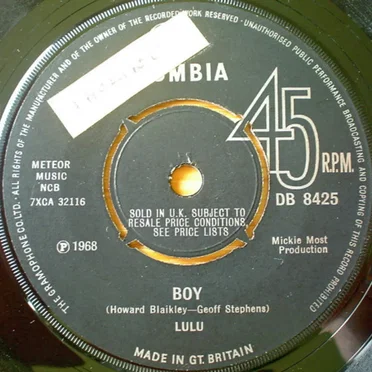 THE GRAMOPHONE CO. LTD. · ALL RIGHTS OF THE MANUFACTURER AND OF THE OWNER OF THE RECORDED WORK RESERVED · UNAUTHORISED PUBLIC PERFORMANCE BROADCASTING AND COPYING OF THIS RECORD PROHIBITED
UMBIA
45
R.P.M.
METEOR
MUSIC
NCB
7XCA 32116
DB 8425
SOLD IN U.K. SUBJECT TO
RESALE PRICE CONDITIONS,
SEE PRICE LISTS
Ⓟ 1968
Mickie Most
Production
BOY
(Howard Blaikley—Geoff Stephens)
LULU
MADE IN GT. BRITAIN